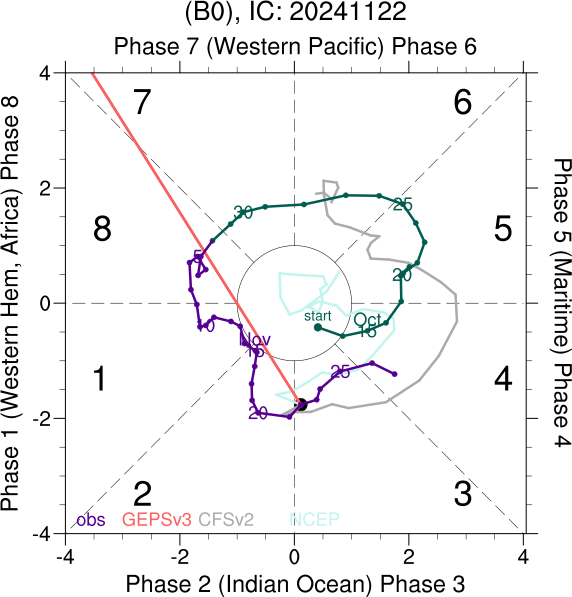 (B0), IC: 20241122
Phase 7 (Western Pacific) Phase 6
4
7
6
Phase 1 (Western Hem, Africa) Phase 8
Phase 5 (Maritime) Phase 4
2
30
25
8
5
5
20
0
start
Oct
15
10
Nov
15
1
4
25
-2
20
2
3
obs
GEPSv3
CFSv2
NCEP
-4
-4
-2
0
2
4
Phase 2 (Indian Ocean) Phase 3